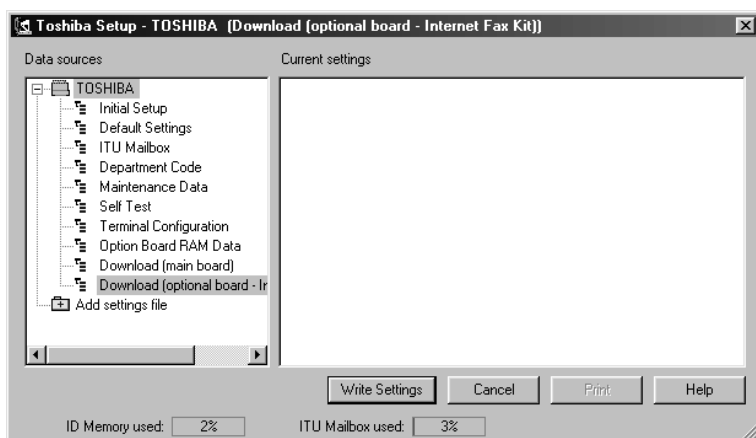 Toshiba Setup - TOSHIBA (Download (optional board - Internet Fax Kit))
Data sources
Current settings
TOSHIBA
Initial Setup
Default Settings
ITU Mailbox
Department Code
Maintenance Data
Self Test
Terminal Configuration
Option Board RAM Data
Download (main board)
Download (optional board - In
Add settings file
Write Settings
Cancel
Print
Help
ID Memory used: 2%
ITU Mailbox used: 3%